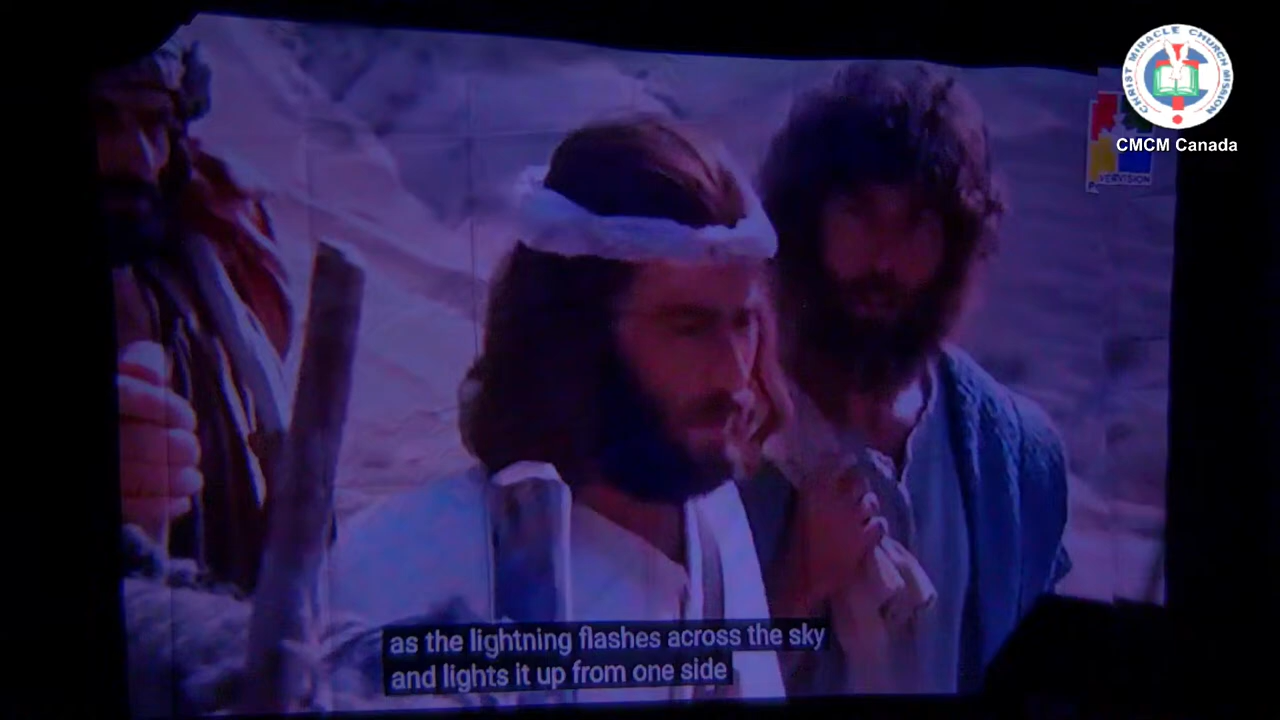 CHRIST MIRACLE CHURCH MISSION
CMCM Canada
VERVISION
as the lightning flashes across the sky
and lights it up from one side